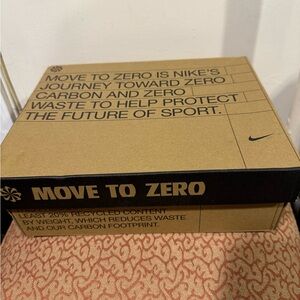 MOVE TO ZERO IS NIKE'S
JOURNEY TOWARD ZERO
CARBON AND ZERO
WASTE TO HELP PROTECT
THE FUTURE OF SPORT.
MOVE TO ZERO
LEAST 20% RECYCLED CONTENT
BY WEIGHT, WHICH REDUCES WASTE
AND OUR CARBON FOOTPRINT.